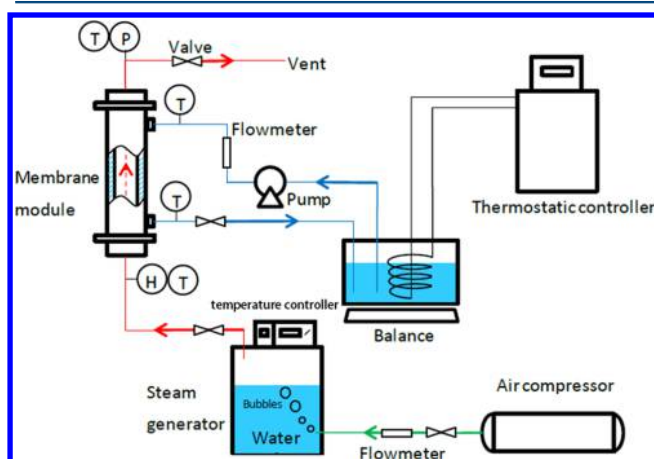 T P
Valve
Vent
T
Flowmeter
Membrane
module
Pump
T
Thermostatic controller
H T
temperature controller
Balance
Steam
generator
Bubbles
Water
Air compressor
Flowmeter